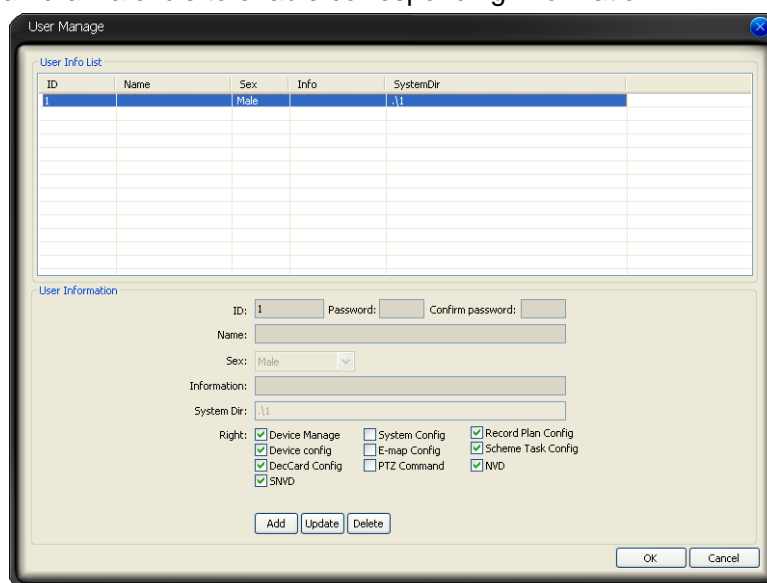 User Manage
User Info List
ID Name Sex Info SystemDir
1 Male .\1
User Information
ID: 1 Password: Confirm password:
Name:
Sex: Male
Information:
System Dir: .\1
Right: Device Manage System Config Record Plan Config
Device config E-map Config Scheme Task Config
DecCard Config PTZ Command NVD
SNVD
Add Update Delete
OK Cancel